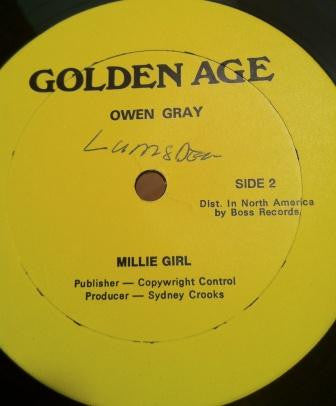 GOLDEN AGE
OWEN GRAY
Lumsden
SIDE 2
Dist. In North America
by Boss Records.
MILLIE GIRL
Publisher — Copywright Control
Producer — Sydney Crooks